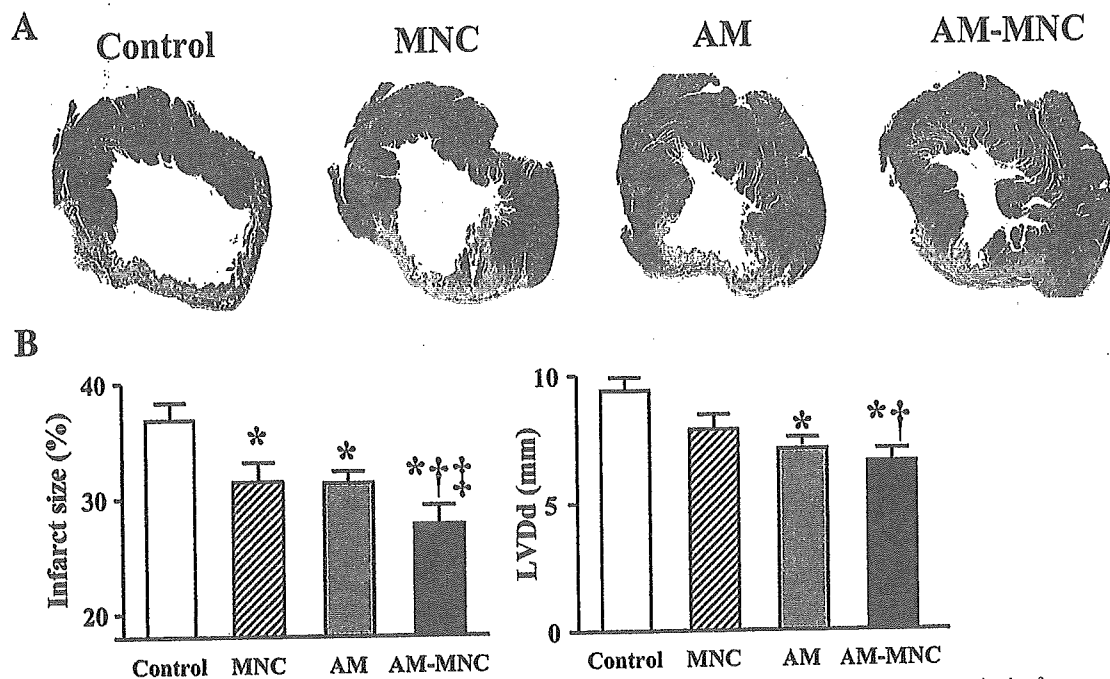 A
Control
MNC
AM
AM-MNC
B
Infarct size (%)
40
30
20
*
*
*†‡
Control
MNC
AM
AM-MNC
LVDd (mm)
10
5
0
*
*†
Control
MNC
AM
AM-MNC